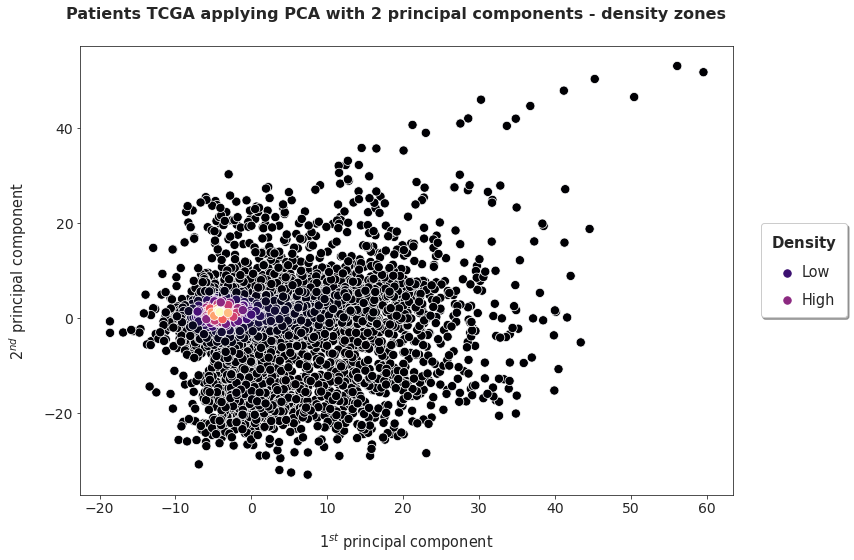 Patients TCGA applying PCA with 2 principal components - density zones
40
20
0
−20
2nd principal component
−20 −10 0 10 20 30 40 50 60
1st principal component
Density
Low
High